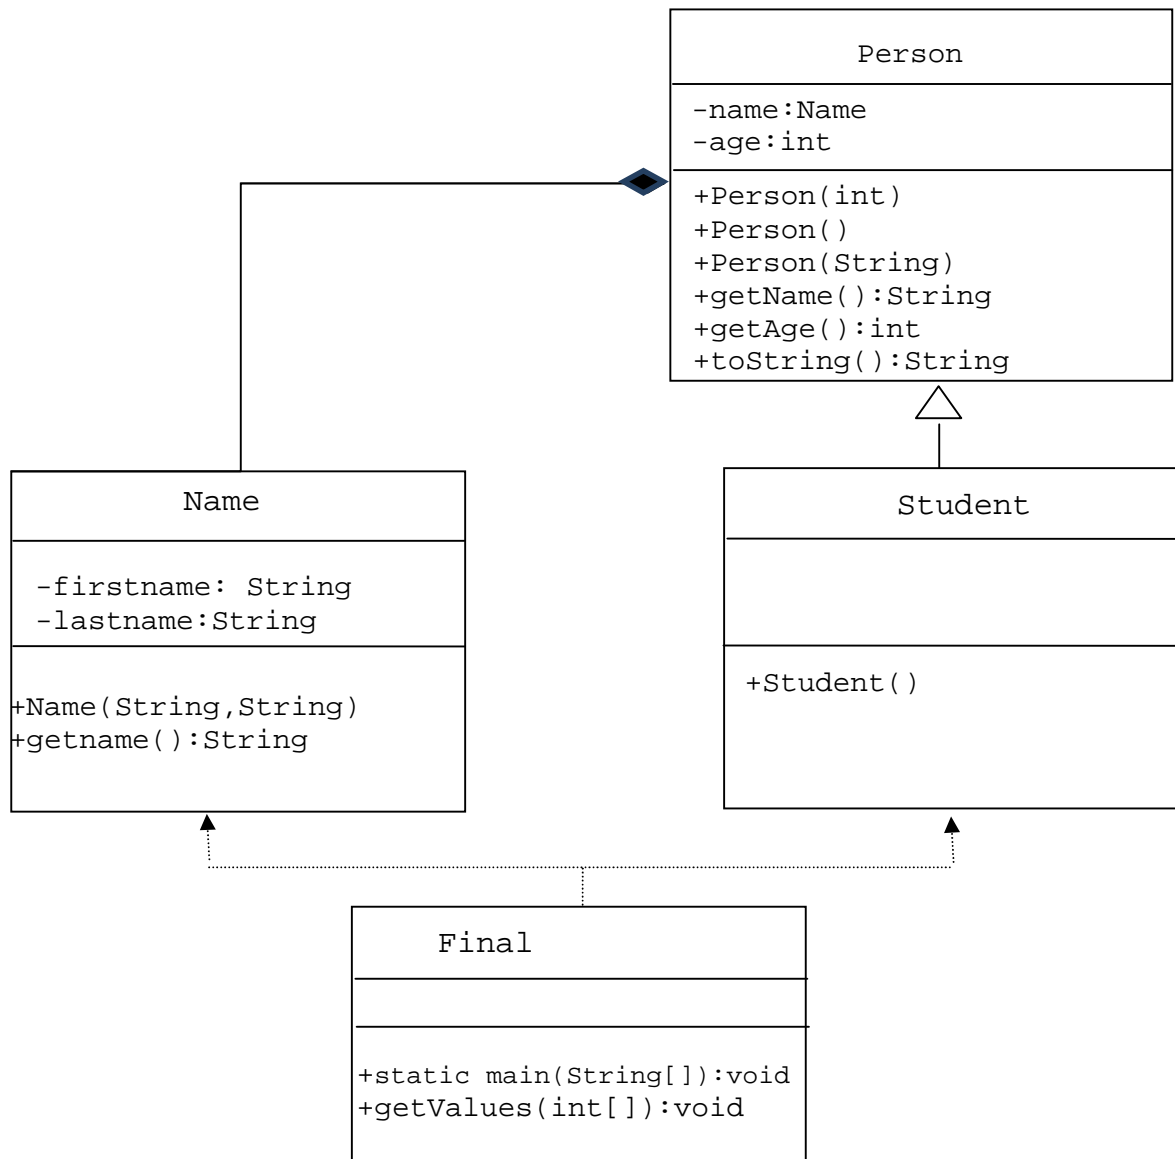 Person
-name:Name
-age:int
+Person(int)
+Person()
+Person(String)
+getName():String
+getAge():int
+toString():String
Name
-firstname: String
-lastname:String
+Name(String,String)
+getname():String
Student
+Student()
Final
+static main(String[]):void
+getValues(int[]):void